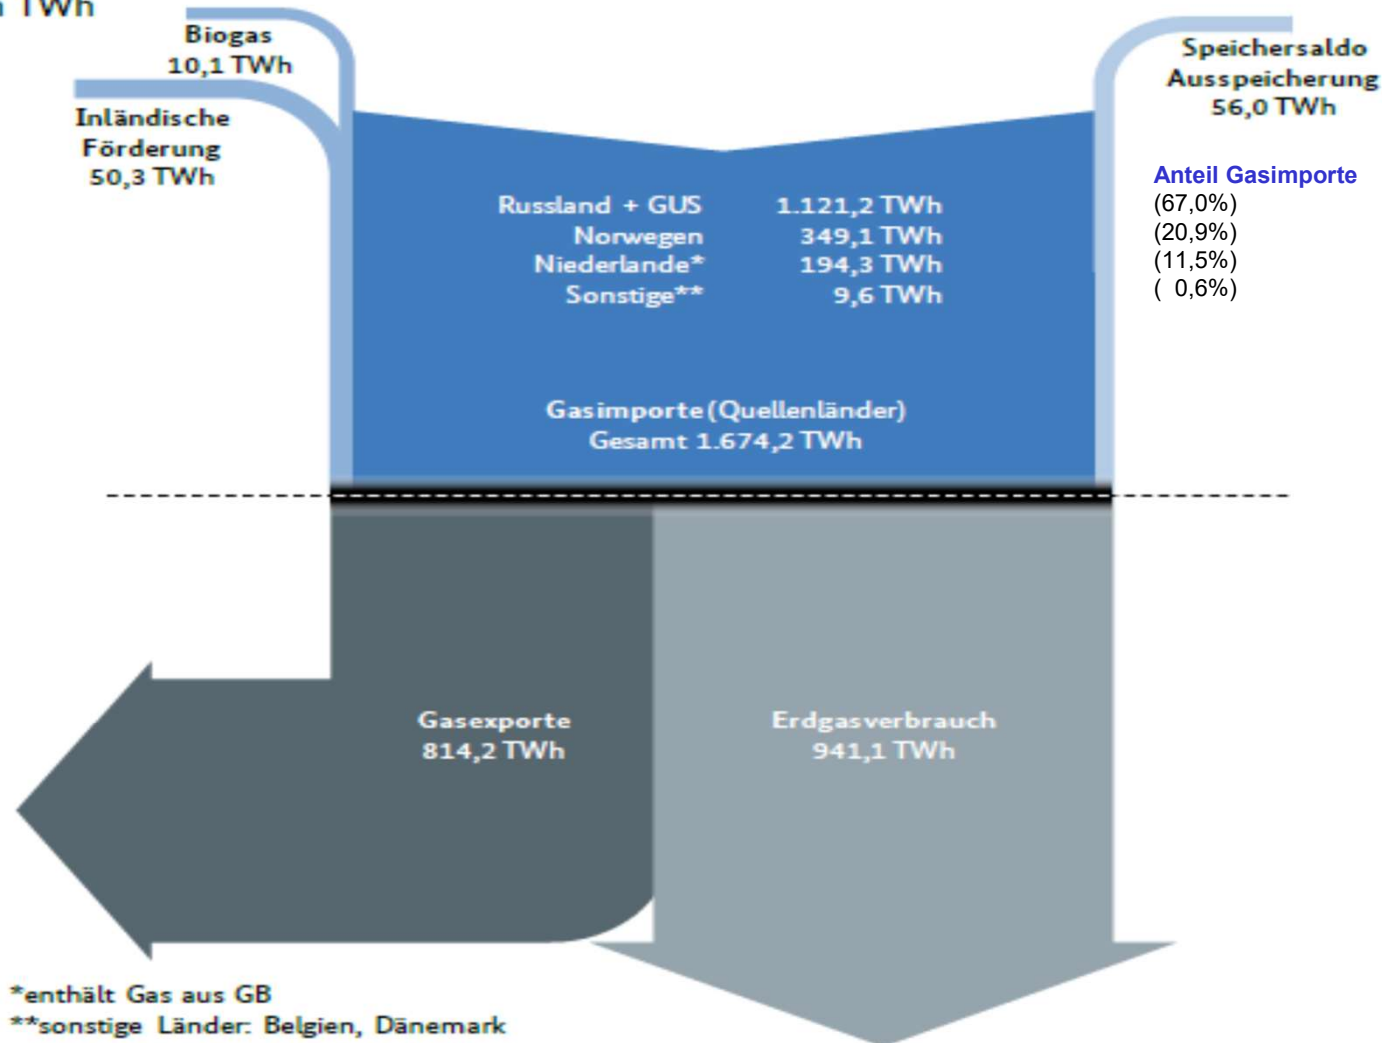 TWh
Biogas
10,1 TWh
Inländische
Förderung
50,3 TWh
Speichersaldo
Ausspeicherung
56,0 TWh
Anteil Gasimporte
Russland + GUS 1.121,2 TWh (67,0%)
Norwegen 349,1 TWh (20,9%)
Niederlande* 194,3 TWh (11,5%)
Sonstige** 9,6 TWh ( 0,6%)
Gasimporte (Quellenländer)
Gesamt 1.674,2 TWh
Gasexporte
814,2 TWh
Erdgasverbrauch
941,1 TWh
*enthält Gas aus GB
**sonstige Länder: Belgien, Dänemark